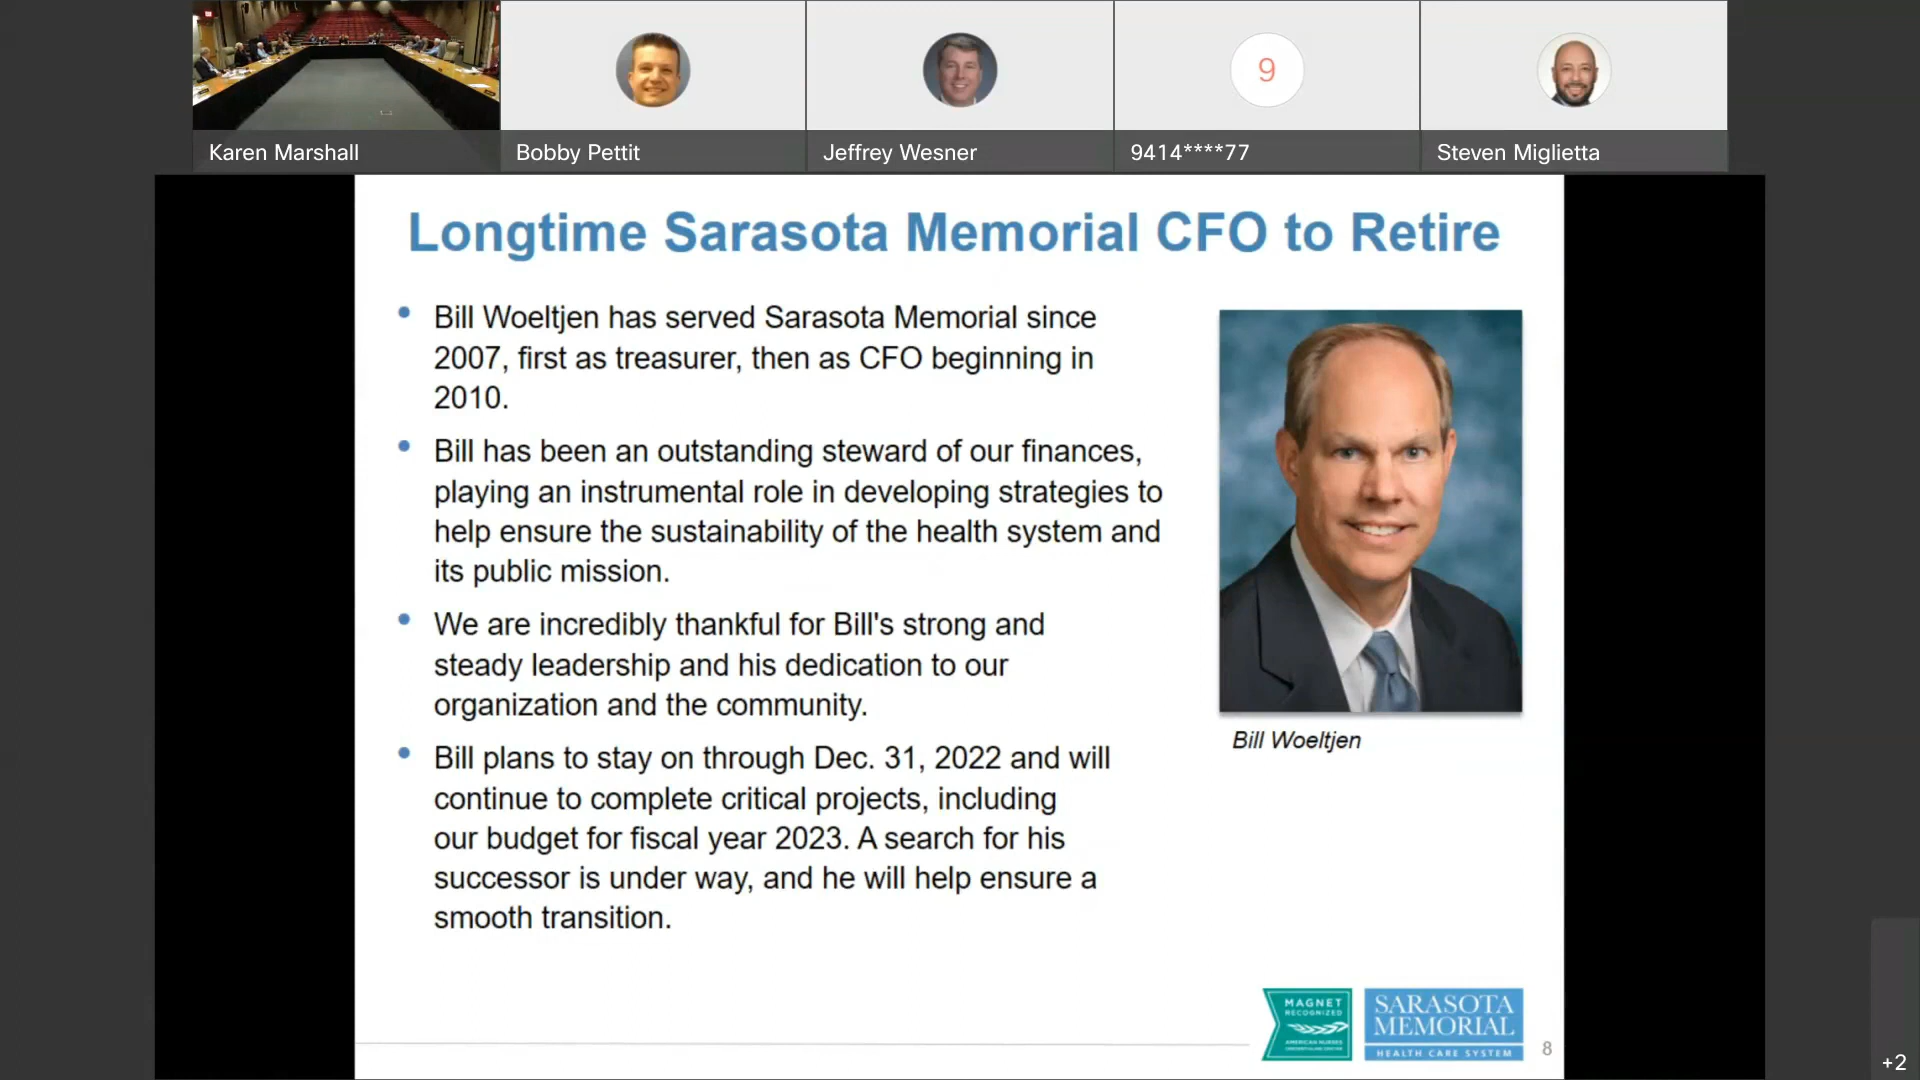 Karen Marshall
Bobby Pettit
Jeffrey Wesner
9
9414****77
Steven Miglietta
Longtime Sarasota Memorial CFO to Retire
• Bill Woeltjen has served Sarasota Memorial since
2007, first as treasurer, then as CFO beginning in
2010.
• Bill has been an outstanding steward of our finances,
playing an instrumental role in developing strategies to
help ensure the sustainability of the health system and
its public mission.
• We are incredibly thankful for Bill's strong and
steady leadership and his dedication to our
organization and the community.
• Bill plans to stay on through Dec. 31, 2022 and will
continue to complete critical projects, including
our budget for fiscal year 2023. A search for his
successor is under way, and he will help ensure a
smooth transition.
Bill Woeltjen
MAGNET
RECOGNIZED
AMERICAN NURSES
SARASOTA
MEMORIAL
HEALTH CARE SYSTEM
8
+2